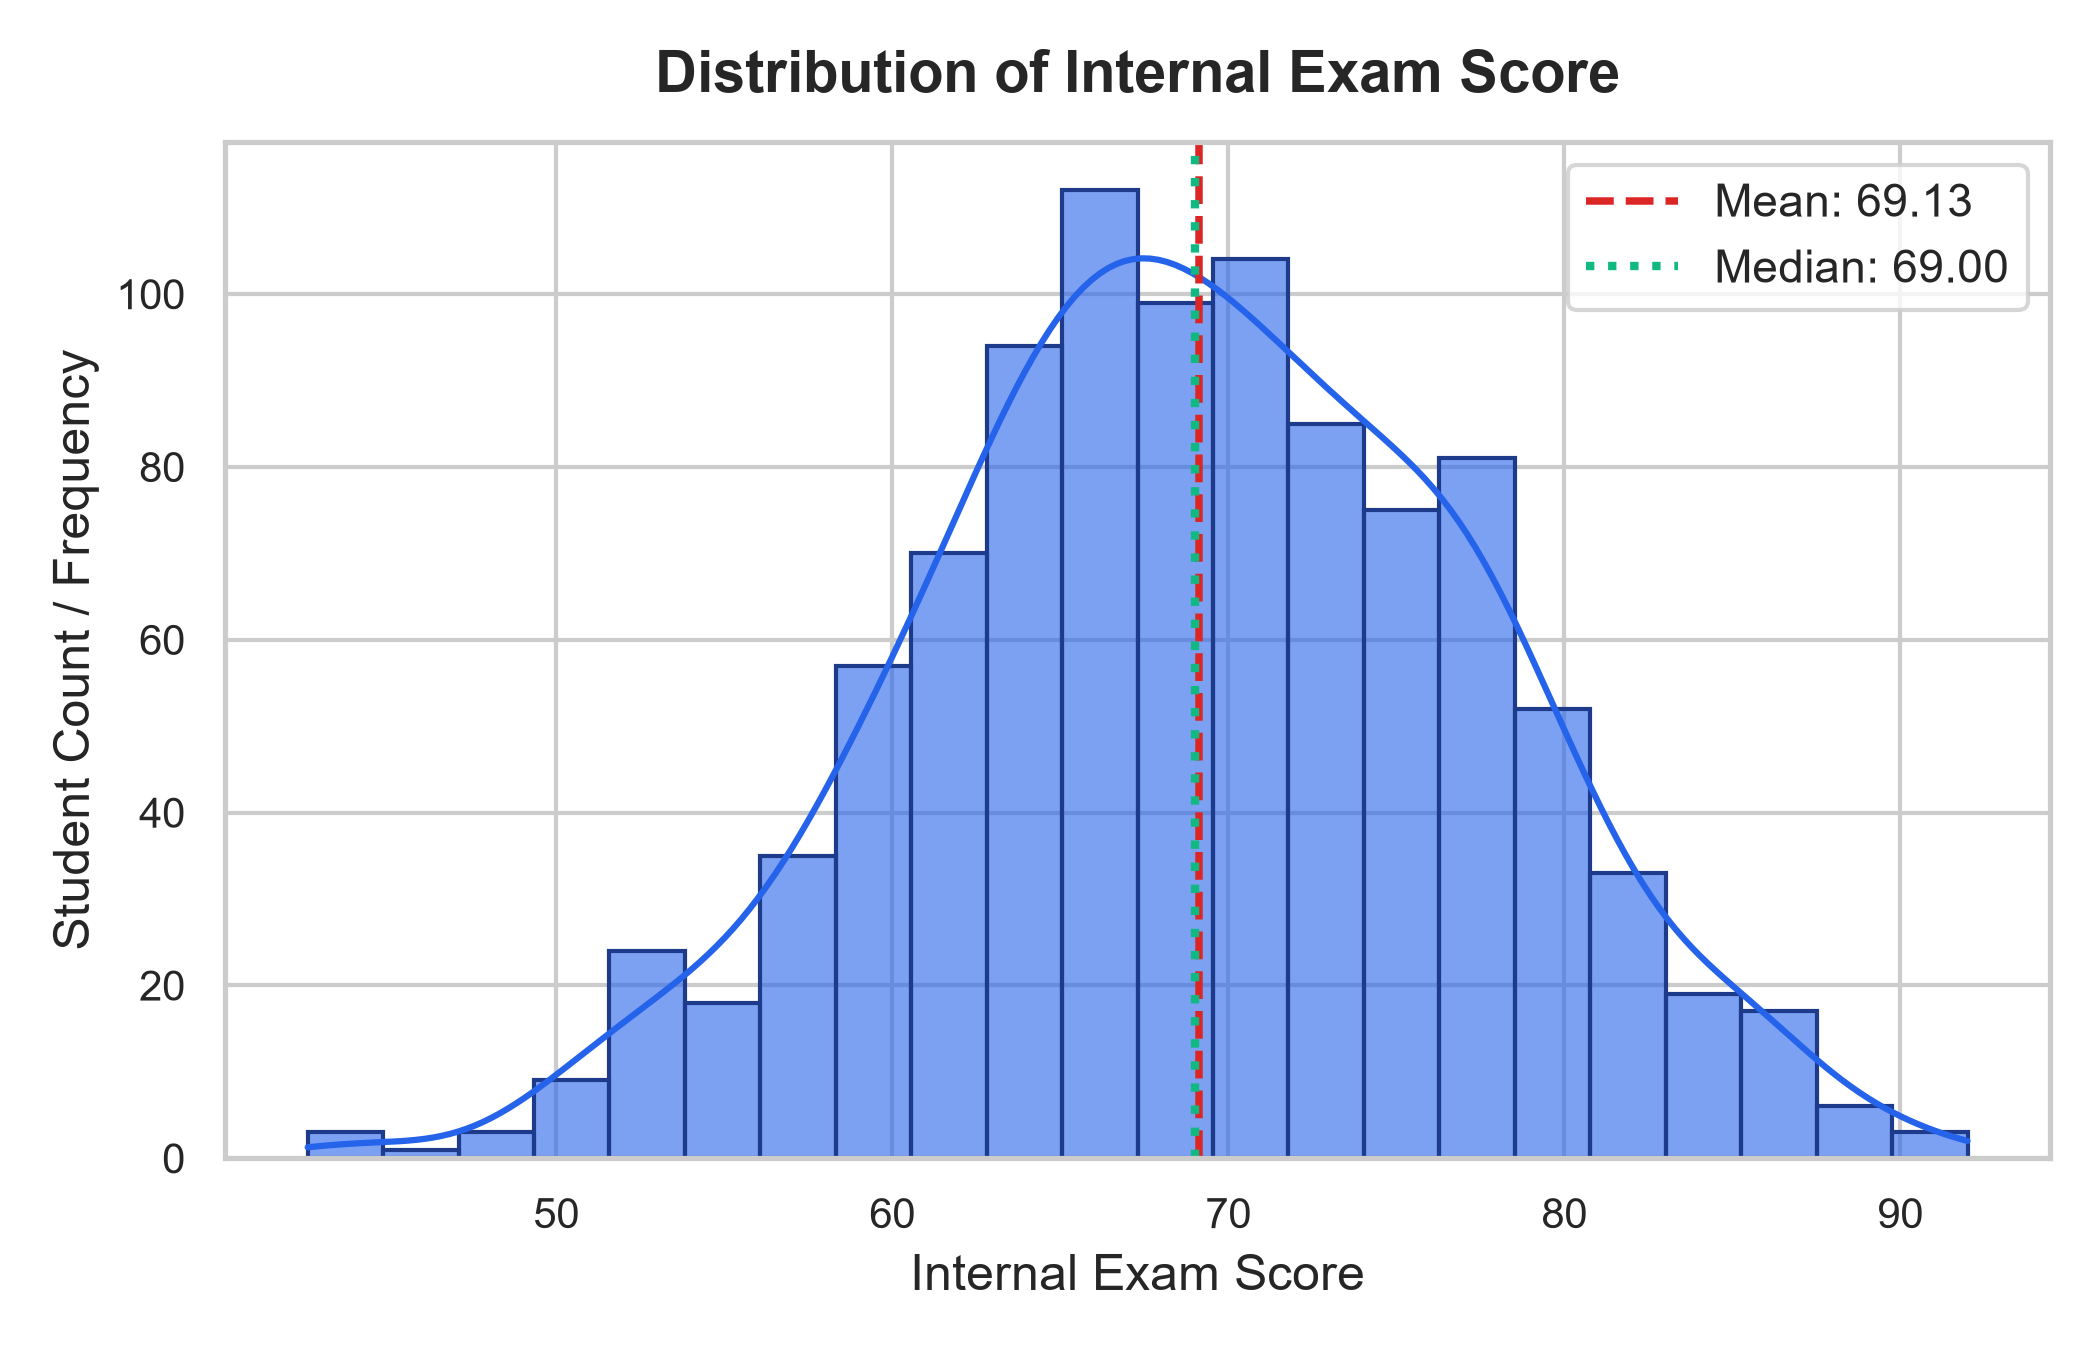 Distribution of Internal Exam Score
Mean: 69.13
Median: 69.00
Student Count / Frequency
100
80
60
40
20
0
50 60 70 80 90
Internal Exam Score